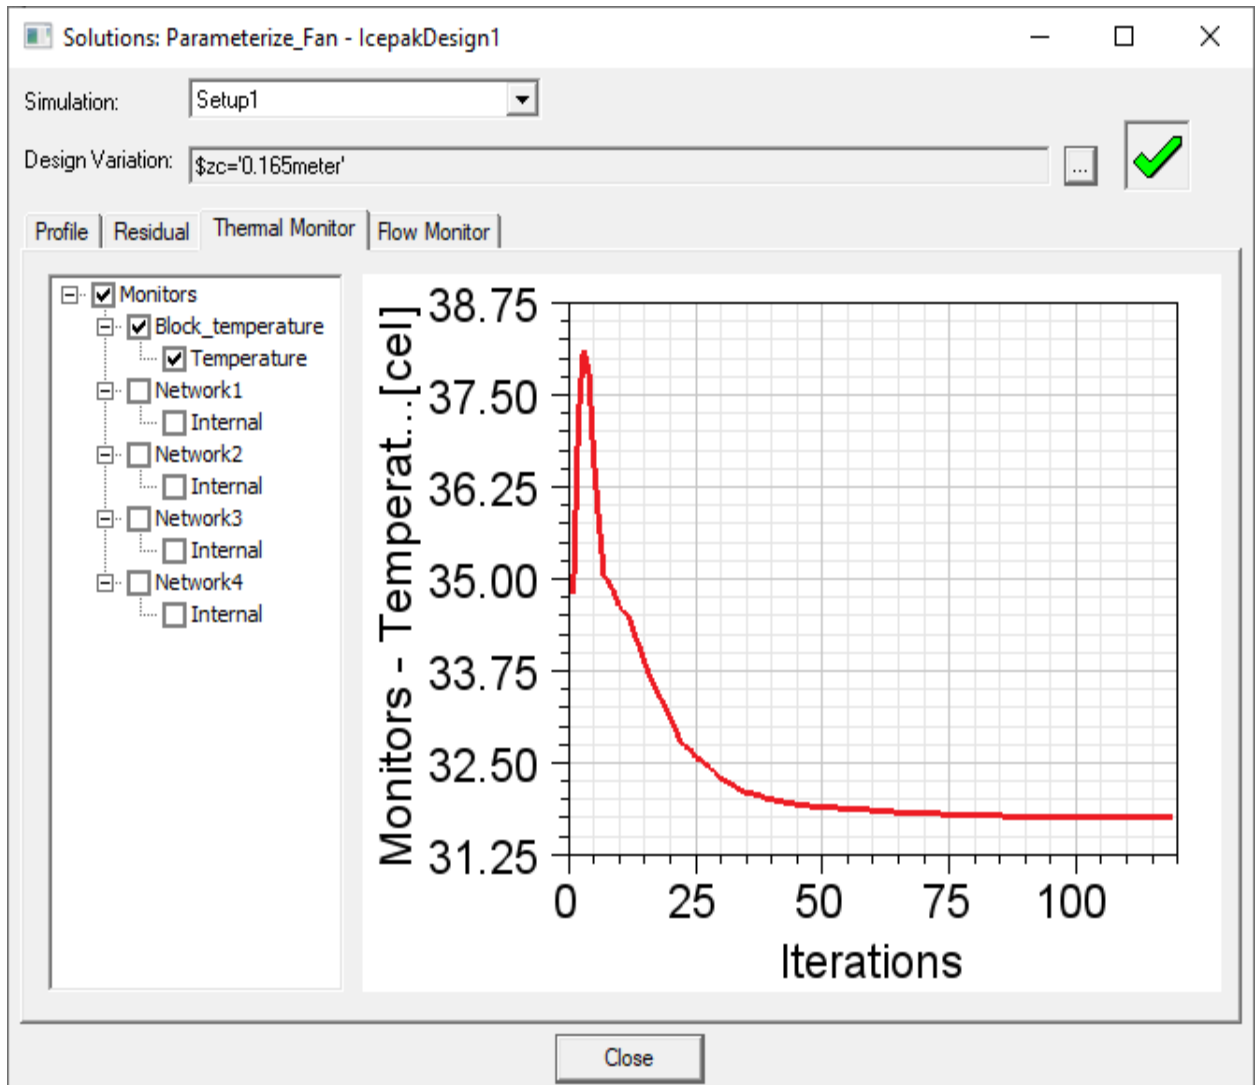 Solutions: Parameterize_Fan - IcepakDesign1
Simulation:
Setup1
Design Variation:
$zc='0.165meter'
...
Profile
Residual
Thermal Monitor
Flow Monitor
Monitors
Block_temperature
Temperature
Network1
Internal
Network2
Internal
Network3
Internal
Network4
Internal
Monitors - Temperat...[cel]
38.75
37.50
36.25
35.00
33.75
32.50
31.25
0 25 50 75 100
Iterations
Close